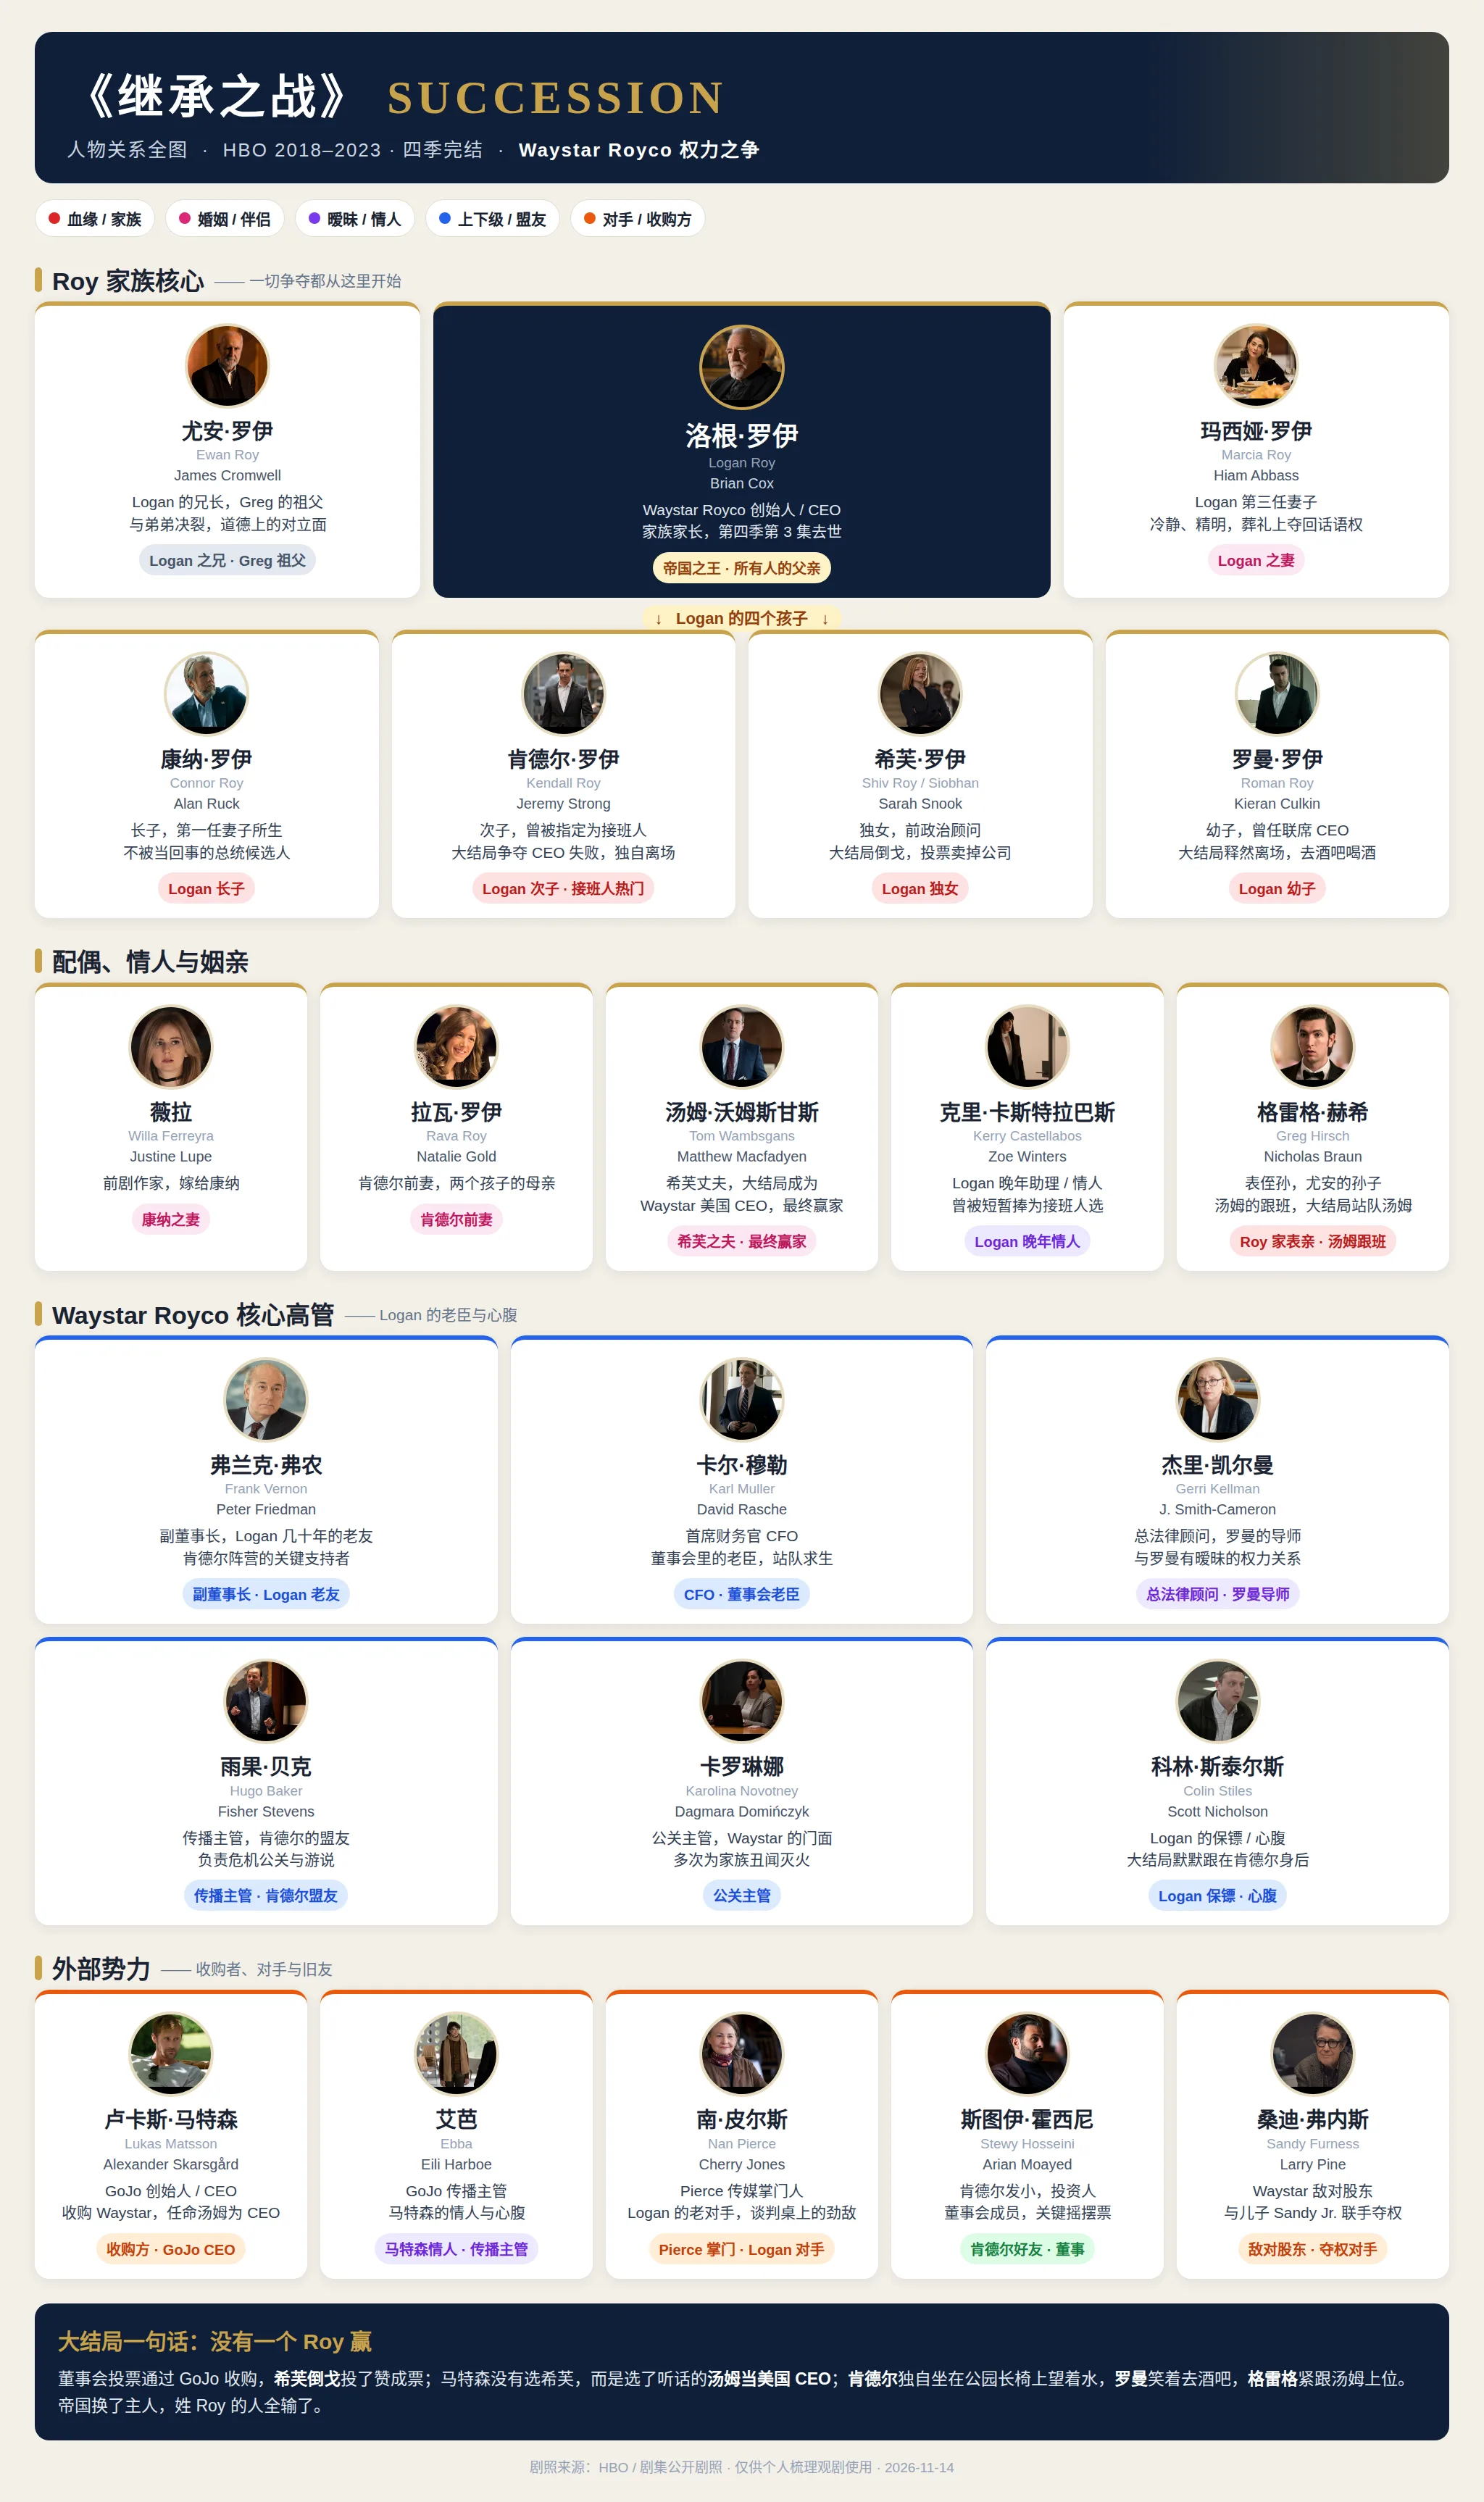 《继承之战》 SUCCESSION
人物关系全图 · HBO 2018–2023 · 四季完结 · Waystar Royco 权力之争
血缘 / 家族
婚姻 / 伴侣
暧昧 / 情人
上下级 / 盟友
对手 / 收购方
Roy 家族核心 —— 一切争夺都从这里开始
尤安·罗伊
Ewan Roy
James Cromwell
Logan 的兄长，Greg 的祖父
与弟弟决裂，道德上的对立面
Logan 之兄 · Greg 祖父
洛根·罗伊
Logan Roy
Brian Cox
Waystar Royco 创始人 / CEO
家族家长，第四季第 3 集去世
帝国之王 · 所有人的父亲
玛西娅·罗伊
Marcia Roy
Hiam Abbass
Logan 第三任妻子
冷静、精明，葬礼上夺回话语权
Logan 之妻
↓ Logan 的四个孩子 ↓
康纳·罗伊
Connor Roy
Alan Ruck
长子，第一任妻子所生
不被当回事的总统候选人
Logan 长子
肯德尔·罗伊
Kendall Roy
Jeremy Strong
次子，曾被指定为接班人
大结局争夺 CEO 失败，独自离场
Logan 次子 · 接班人热门
希芙·罗伊
Shiv Roy / Siobhan
Sarah Snook
独女，前政治顾问
大结局倒戈，投票卖掉公司
Logan 独女
罗曼·罗伊
Roman Roy
Kieran Culkin
幼子，曾任联席 CEO
大结局释然离场，去酒吧喝酒
Logan 幼子
配偶、情人与姻亲
薇拉
Willa Ferreyra
Justine Lupe
前剧作家，嫁给康纳
康纳之妻
拉瓦·罗伊
Rava Roy
Natalie Gold
肯德尔前妻，两个孩子的母亲
肯德尔前妻
汤姆·沃姆斯甘斯
Tom Wambsgans
Matthew Macfadyen
希芙丈夫，大结局成为
Waystar 美国 CEO，最终赢家
希芙之夫 · 最终赢家
克里·卡斯特拉巴斯
Kerry Castellabos
Zoe Winters
Logan 晚年助理 / 情人
曾被短暂捧为接班人选
Logan 晚年情人
格雷格·赫希
Greg Hirsch
Nicholas Braun
表侄孙，尤安的孙子
汤姆的跟班，大结局站队汤姆
Roy 家表亲 · 汤姆跟班
Waystar Royco 核心高管 —— Logan 的老臣与心腹
弗兰克·弗农
Frank Vernon
Peter Friedman
副董事长，Logan 几十年的老友
肯德尔阵营的关键支持者
副董事长 · Logan 老友
卡尔·穆勒
Karl Muller
David Rasche
首席财务官 CFO
董事会里的老臣，站队求生
CFO · 董事会老臣
杰里·凯尔曼
Gerri Kellman
J. Smith-Cameron
总法律顾问，罗曼的导师
与罗曼有暧昧的权力关系
总法律顾问 · 罗曼导师
雨果·贝克
Hugo Baker
Fisher Stevens
传播主管，肯德尔的盟友
负责危机公关与游说
传播主管 · 肯德尔盟友
卡罗琳娜
Karolina Novotney
Dagmara Domińczyk
公关主管，Waystar 的门面
多次为家族丑闻灭火
公关主管
科林·斯泰尔斯
Colin Stiles
Scott Nicholson
Logan 的保镖 / 心腹
大结局默默跟在肯德尔身后
Logan 保镖 · 心腹
外部势力 —— 收购者、对手与旧友
卢卡斯·马特森
Lukas Matsson
Alexander Skarsgård
GoJo 创始人 / CEO
收购 Waystar，任命汤姆为 CEO
收购方 · GoJo CEO
艾芭
Ebba
Eili Harboe
GoJo 传播主管
马特森的情人与心腹
马特森情人 · 传播主管
南·皮尔斯
Nan Pierce
Cherry Jones
Pierce 传媒掌门人
Logan 的老对手，谈判桌上的劲敌
Pierce 掌门 · Logan 对手
斯图伊·霍西尼
Stewy Hosseini
Arian Moayed
肯德尔发小，投资人
董事会成员，关键摇摆票
肯德尔好友 · 董事
桑迪·弗内斯
Sandy Furness
Larry Pine
Waystar 敌对股东
与儿子 Sandy Jr. 联手夺权
敌对股东 · 夺权对手
大结局一句话：没有一个 Roy 赢
董事会投票通过 GoJo 收购，希芙倒戈投了赞成票；马特森没有选希芙，而是选了听话的汤姆当美国 CEO；肯德尔独自坐在公园长椅上望着水，罗曼笑着去酒吧，格雷格紧跟汤姆上位。
帝国换了主人，姓 Roy 的人全输了。
剧照来源：HBO / 剧集公开剧照 · 仅供个人梳理观剧使用 · 2026-11-14